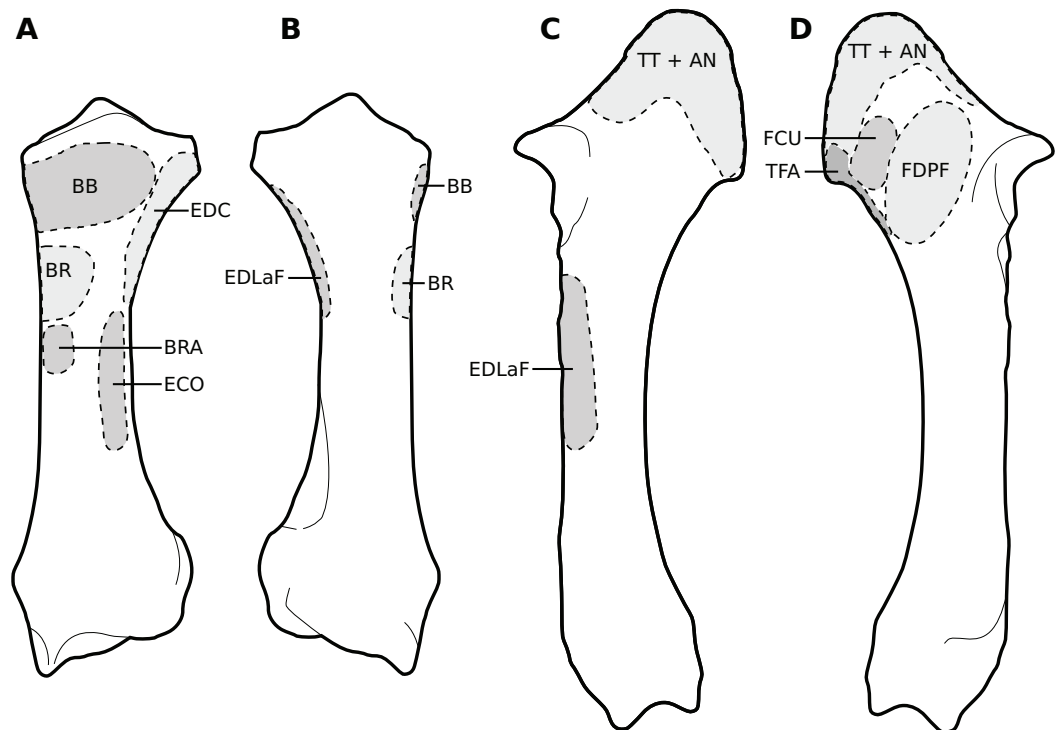 A
BB
EDC
BR
BRA
ECO
B
BB
EDLaF
BR
C
TT + AN
EDLaF
D
TT + AN
FCU
TFA
FDPF